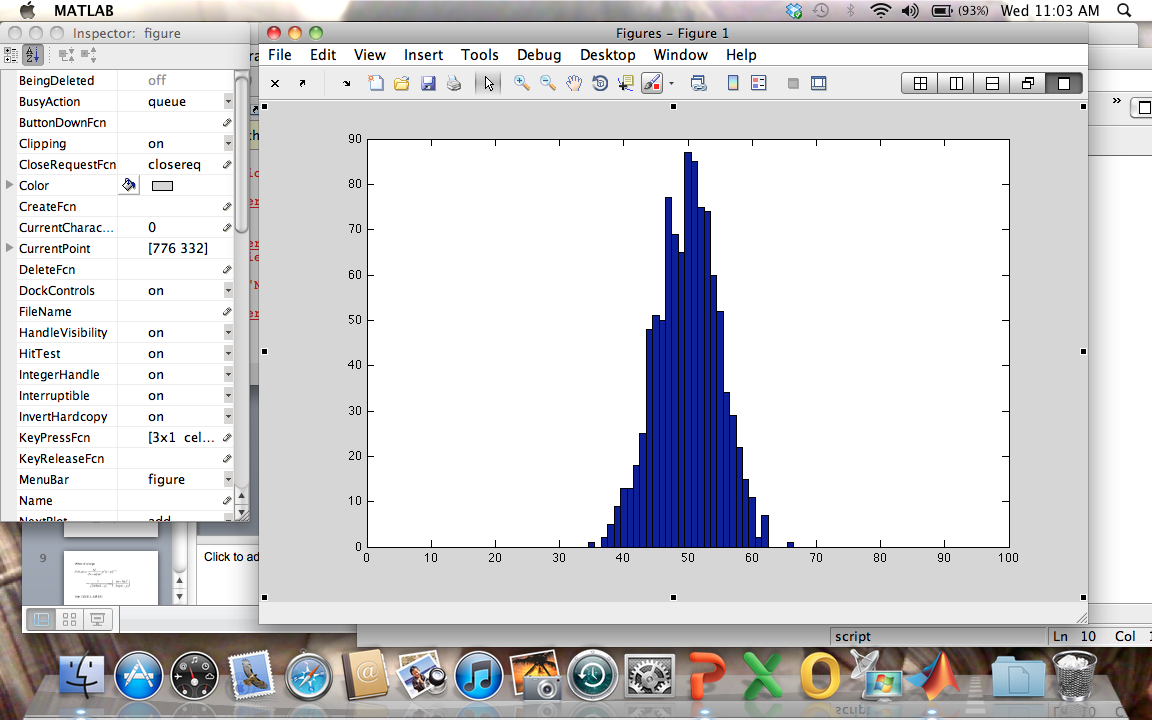 MATLAB
(93%) Wed 11:03 AM
Inspector: figure
BeingDeleted off
BusyAction queue
ButtonDownFcn
Clipping on
CloseRequestFcn closereq
Color
CreateFcn
CurrentCharac... 0
CurrentPoint [776 332]
DeleteFcn
DockControls on
FileName
HandleVisibility on
HitTest on
IntegerHandle on
Interruptible on
InvertHardcopy on
KeyPressFcn [3x1 cel...
KeyReleaseFcn
MenuBar figure
Name
NextPlot add
Figures - Figure 1
File Edit View Insert Tools Debug Desktop Window Help
90
80
70
60
50
40
30
20
10
0
0 10 20 30 40 50 60 70 80 90 100
9
Click to ad
script
Ln 10 Col